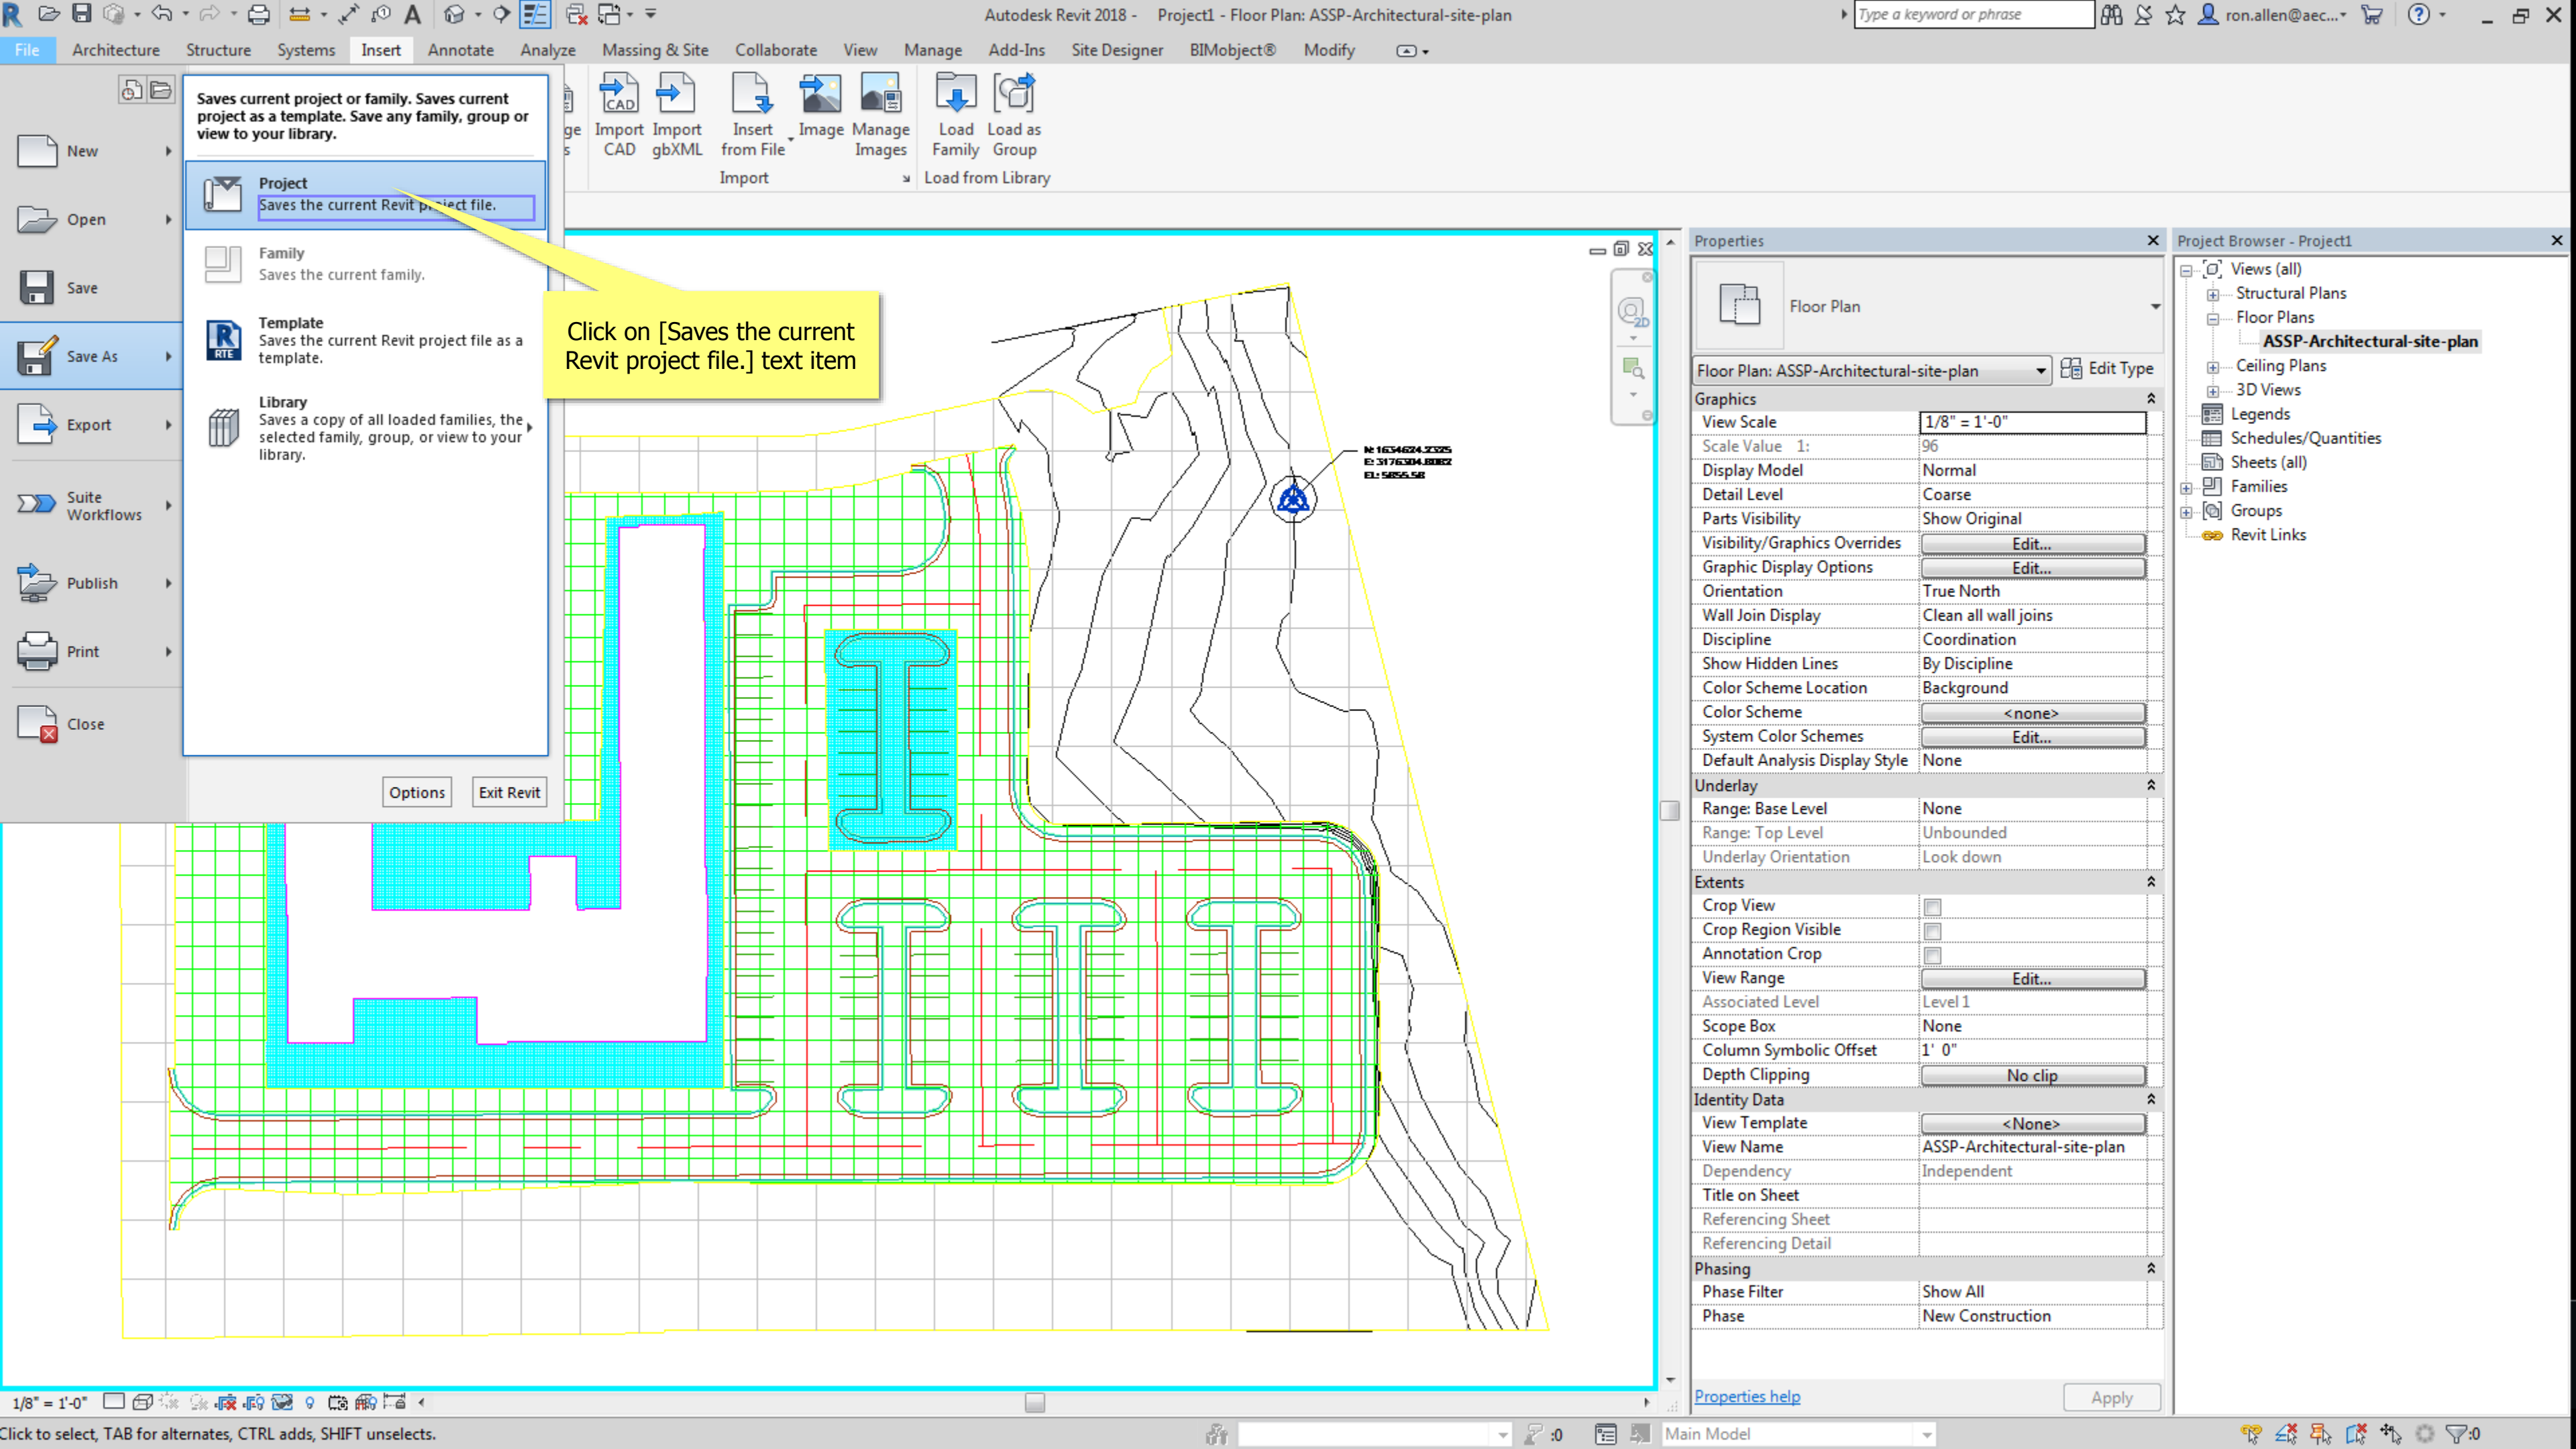 Autodesk Revit 2018 - Project1 - Floor Plan: ASSP-Architectural-site-plan
Type a keyword or phrase
ron.allen@aec...
File Architecture Structure Systems Insert Annotate Analyze Massing & Site Collaborate View Manage Add-Ins Site Designer BIMobject® Modify
Saves current project or family. Saves current
project as a template. Save any family, group or
view to your library.
New
Open
Save
Save As
Export
Suite
Workflows
Publish
Print
Close
Project
Saves the current Revit project file.
Family
Saves the current family.
RTE
Template
Saves the current Revit project file as a
template.
Library
Saves a copy of all loaded families, the
selected family, group, or view to your
library.
Options
Exit Revit
Click on [Saves the current
Revit project file.] text item
CAD
Import
CAD
Import
gbXML
Insert
from File
Image
Manage
Images
Load
Family
Load as
Group
Import
Load from Library
2D
N: 1634624.2325
E: 3176304.8082
EL: 5855.58
Properties
Floor Plan
Floor Plan: ASSP-Architectural-site-plan
Edit Type
Graphics
View Scale 1/8" = 1'-0"
Scale Value 1: 96
Display Model Normal
Detail Level Coarse
Parts Visibility Show Original
Visibility/Graphics Overrides Edit...
Graphic Display Options Edit...
Orientation True North
Wall Join Display Clean all wall joins
Discipline Coordination
Show Hidden Lines By Discipline
Color Scheme Location Background
Color Scheme <none>
System Color Schemes Edit...
Default Analysis Display Style None
Underlay
Range: Base Level None
Range: Top Level Unbounded
Underlay Orientation Look down
Extents
Crop View
Crop Region Visible
Annotation Crop
View Range Edit...
Associated Level Level 1
Scope Box None
Column Symbolic Offset 1' 0"
Depth Clipping No clip
Identity Data
View Template <None>
View Name ASSP-Architectural-site-plan
Dependency Independent
Title on Sheet
Referencing Sheet
Referencing Detail
Phasing
Phase Filter Show All
Phase New Construction
Properties help
Apply
Project Browser - Project1
Views (all)
Structural Plans
Floor Plans
ASSP-Architectural-site-plan
Ceiling Plans
3D Views
Legends
Schedules/Quantities
Sheets (all)
Families
Groups
Revit Links
1/8" = 1'-0"
Click to select, TAB for alternates, CTRL adds, SHIFT unselects.
:0
Main Model
:0